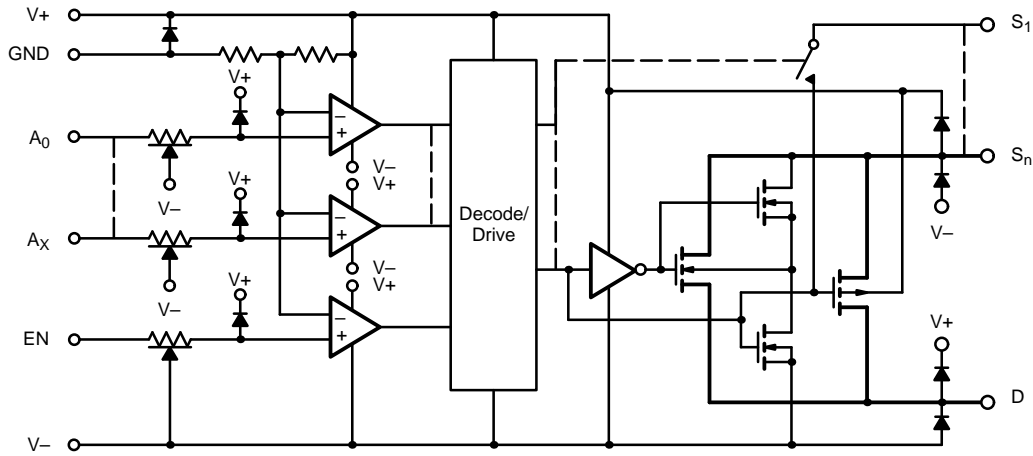 V+
S1
GND
V+
A0
V–
V+
Sn
V–
V+
AX
Decode/
Drive
V–
V–
V+
V–
V+
EN
V+
D
V–
– +
– +
– +